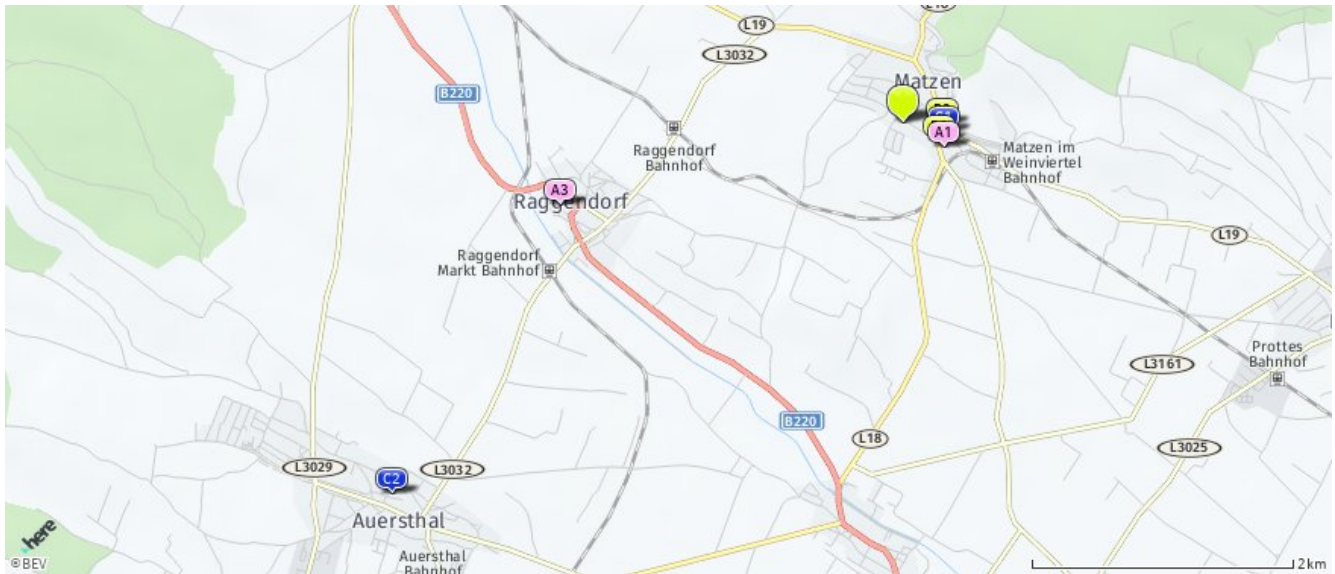 L19
L3032
B220
Matzen
A1
Matzen im
Weinviertel
Bahnhof
Raggendorf
Bahnhof
A3
Raggendorf
L19
Raggendorf
Markt Bahnhof
Prottes
Bahnhof
L3161
B220
L18
L3025
L3029
C2
L3032
Auersthal
Auersthal
Bahnhof
here
©BEV
2km